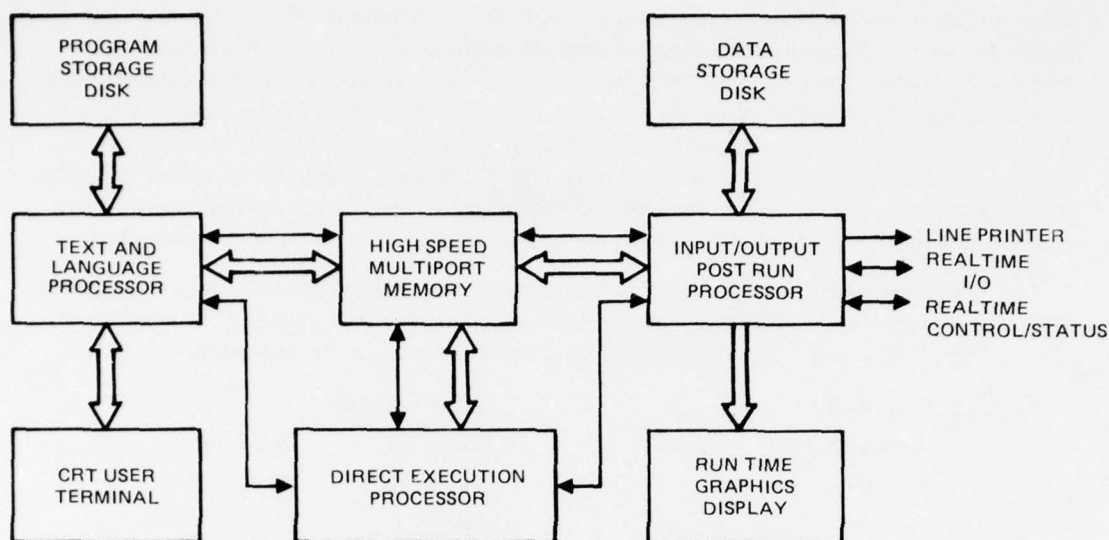 PROGRAM
STORAGE
DISK
DATA
STORAGE
DISK
TEXT AND
LANGUAGE
PROCESSOR
HIGH SPEED
MULTIPORT
MEMORY
INPUT/OUTPUT
POST RUN
PROCESSOR
LINE PRINTER
REALTIME
I/O
REALTIME
CONTROL/STATUS
CRT USER
TERMINAL
DIRECT EXECUTION
PROCESSOR
RUN TIME
GRAPHICS
DISPLAY